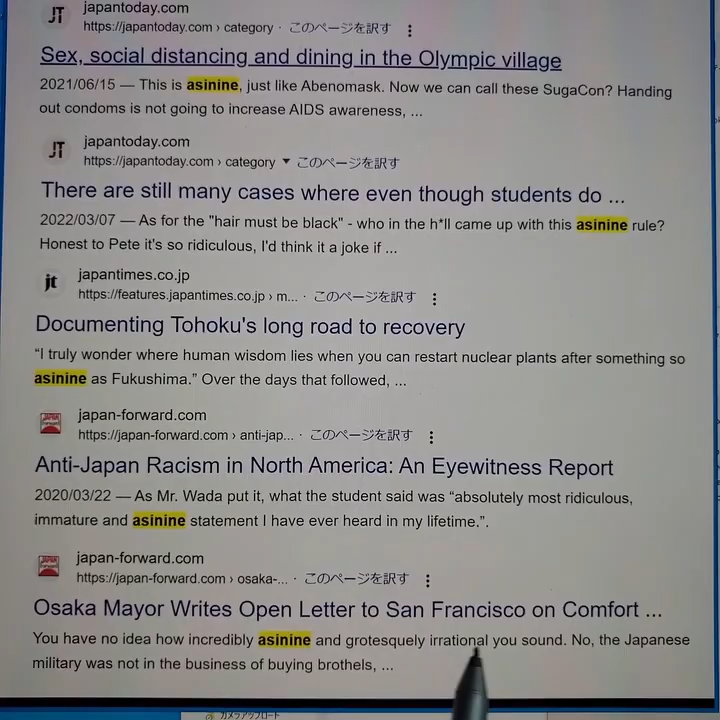 JT
japantoday.com
https://japantoday.com › category · このページを訳す
Sex, social distancing and dining in the Olympic village
2021/06/15 — This is asinine, just like Abenomask. Now we can call these SugaCon? Handing
out condoms is not going to increase AIDS awareness, ...
JT
japantoday.com
https://japantoday.com › category このページを訳す
There are still many cases where even though students do ...
2022/03/07 — As for the "hair must be black" - who in the h*ll came up with this asinine rule?
Honest to Pete it's so ridiculous, I'd think it a joke if ...
jt
japantimes.co.jp
https://features.japantimes.co.jp › m... · このページを訳す
Documenting Tohoku's long road to recovery
“I truly wonder where human wisdom lies when you can restart nuclear plants after something so
asinine as Fukushima.” Over the days that followed, ...
japan-forward.com
https://japan-forward.com › anti-jap... · このページを訳す
Anti-Japan Racism in North America: An Eyewitness Report
2020/03/22 — As Mr. Wada put it, what the student said was “absolutely most ridiculous,
immature and asinine statement I have ever heard in my lifetime.”.
japan-forward.com
https://japan-forward.com › osaka-... · このページを訳す
Osaka Mayor Writes Open Letter to San Francisco on Comfort ...
You have no idea how incredibly asinine and grotesquely irrational you sound. No, the Japanese
military was not in the business of buying brothels, ...
カメラアップロード